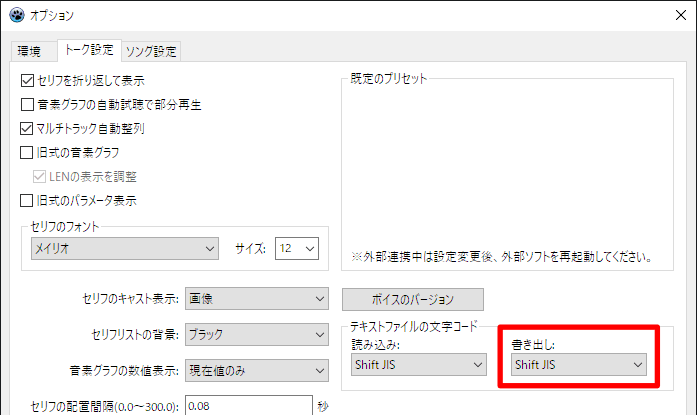 オプション
環境
トーク設定
ソング設定
セリフを折り返して表示
音素グラフの自動試聴で部分再生
マルチトラック自動整列
旧式の音素グラフ
LENの表示を調整
旧式のパラメータ表示
セリフのフォント
メイリオ
サイズ:
12
セリフのキャスト表示:
画像
セリフリストの背景:
ブラック
音素グラフの数値表示:
現在値のみ
セリフの配置間隔(0.0～300.0):
0.08
秒
既定のプリセット
※外部連携中は設定変更後、外部ソフトを再起動してください。
ボイスのバージョン
テキストファイルの文字コード
読み込み:
Shift JIS
書き出し:
Shift JIS